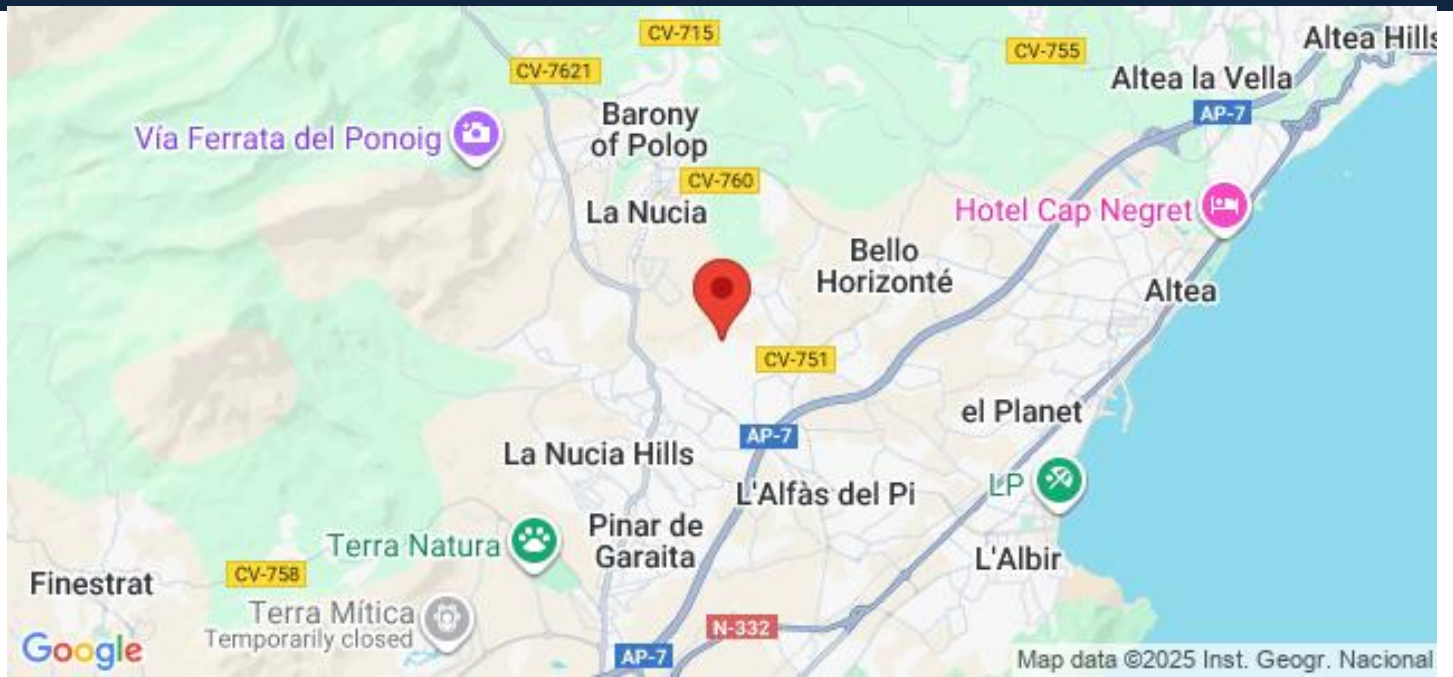 CV-715
Altea Hills
CV-755
CV-7621
Altea la Vella
AP-7
Barony
of Polop
Vía Ferrata del Ponoig
CV-760
La Nucia
Hotel Cap Negret
Bello
Horizonté
Altea
CV-751
el Planet
AP-7
La Nucia Hills
L'Alfàs del Pi
LP
Pinar de
Garaita
Terra Natura
L'Albir
Finestrat
CV-758
Terra Mítica
Temporarily closed
N-332
Google
AP-7
Map data ©2025 Inst. Geogr. Nacional